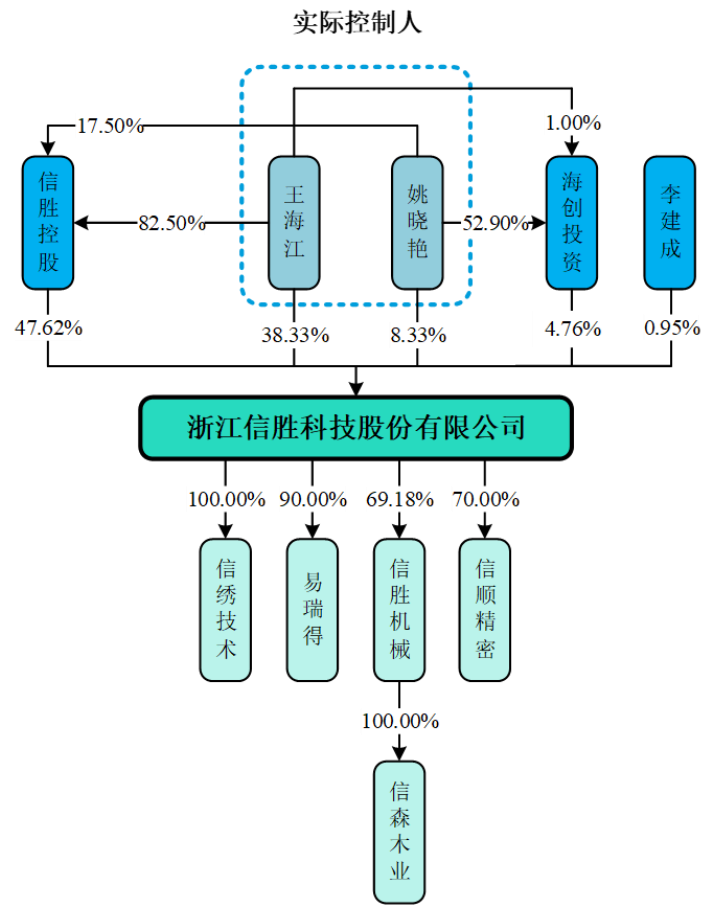 实际控制人
17.50%
1.00%
信胜控股
王海江
姚晓艳
海创投资
李建成
82.50%
52.90%
47.62%
38.33%
8.33%
4.76%
0.95%
浙江信胜科技股份有限公司
100.00%
90.00%
69.18%
70.00%
信绣技术
易瑞得
信胜机械
信顺精密
100.00%
信森木业